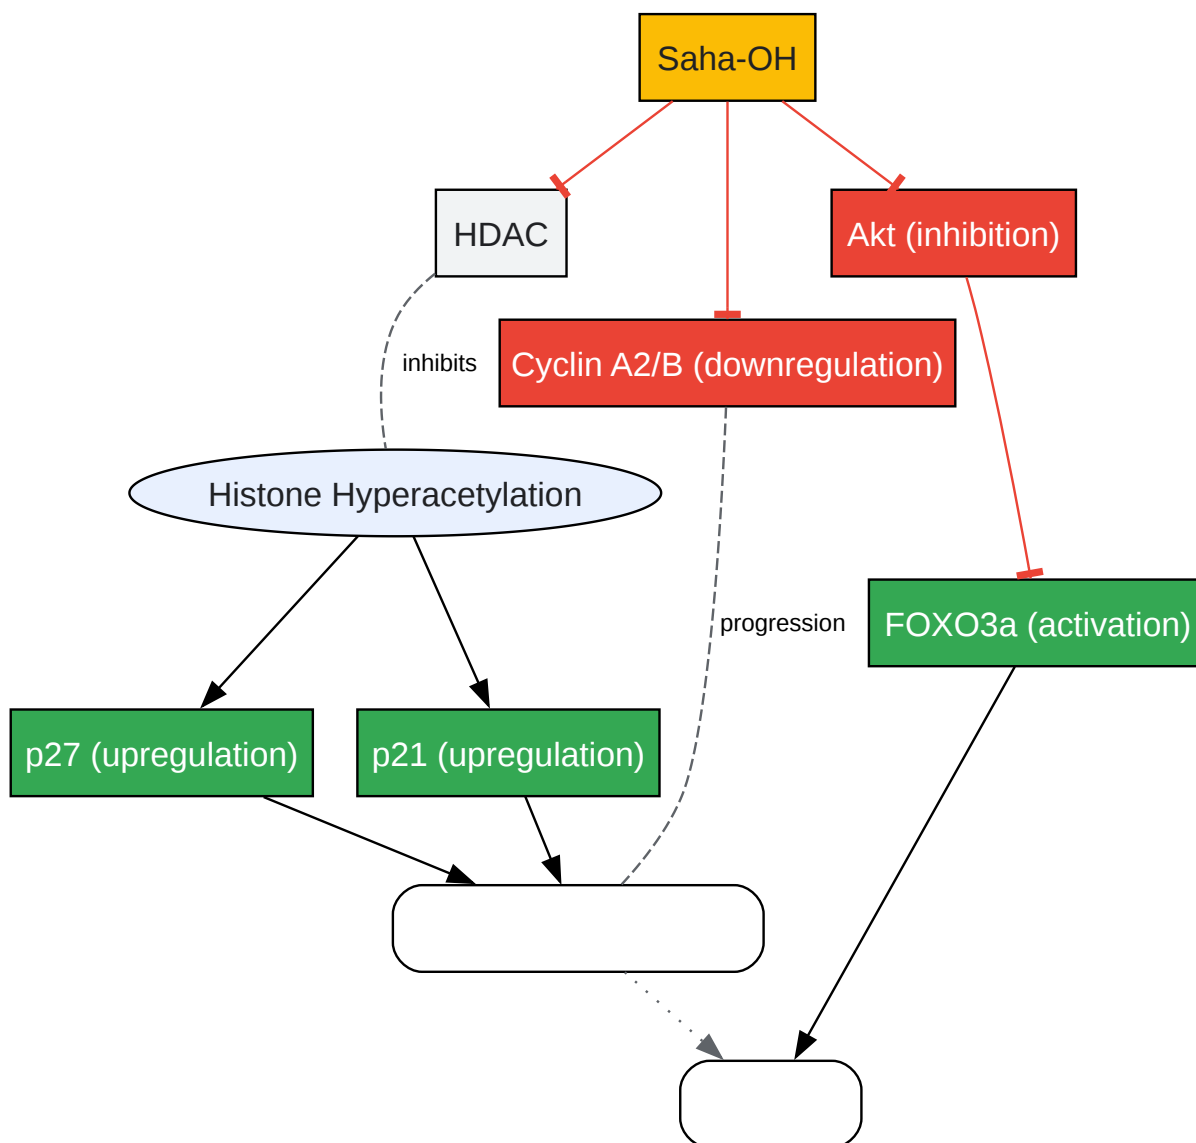 Saha-OH
HDAC
Akt (inhibition)
inhibits
Cyclin A2/B (downregulation)
Histone Hyperacetylation
progression
FOXO3a (activation)
p27 (upregulation)
p21 (upregulation)